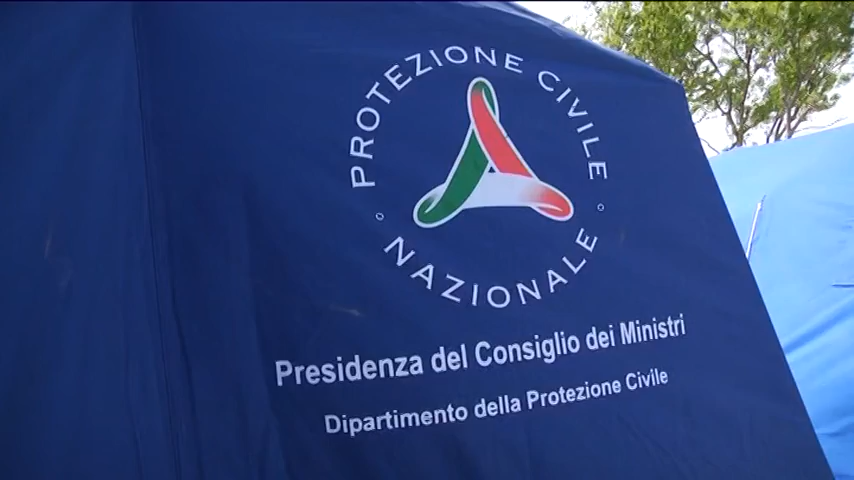 PROTEZIONE CIVILE
NAZIONALE
Presidenza del Consiglio dei Ministri
Dipartimento della Protezione Civile